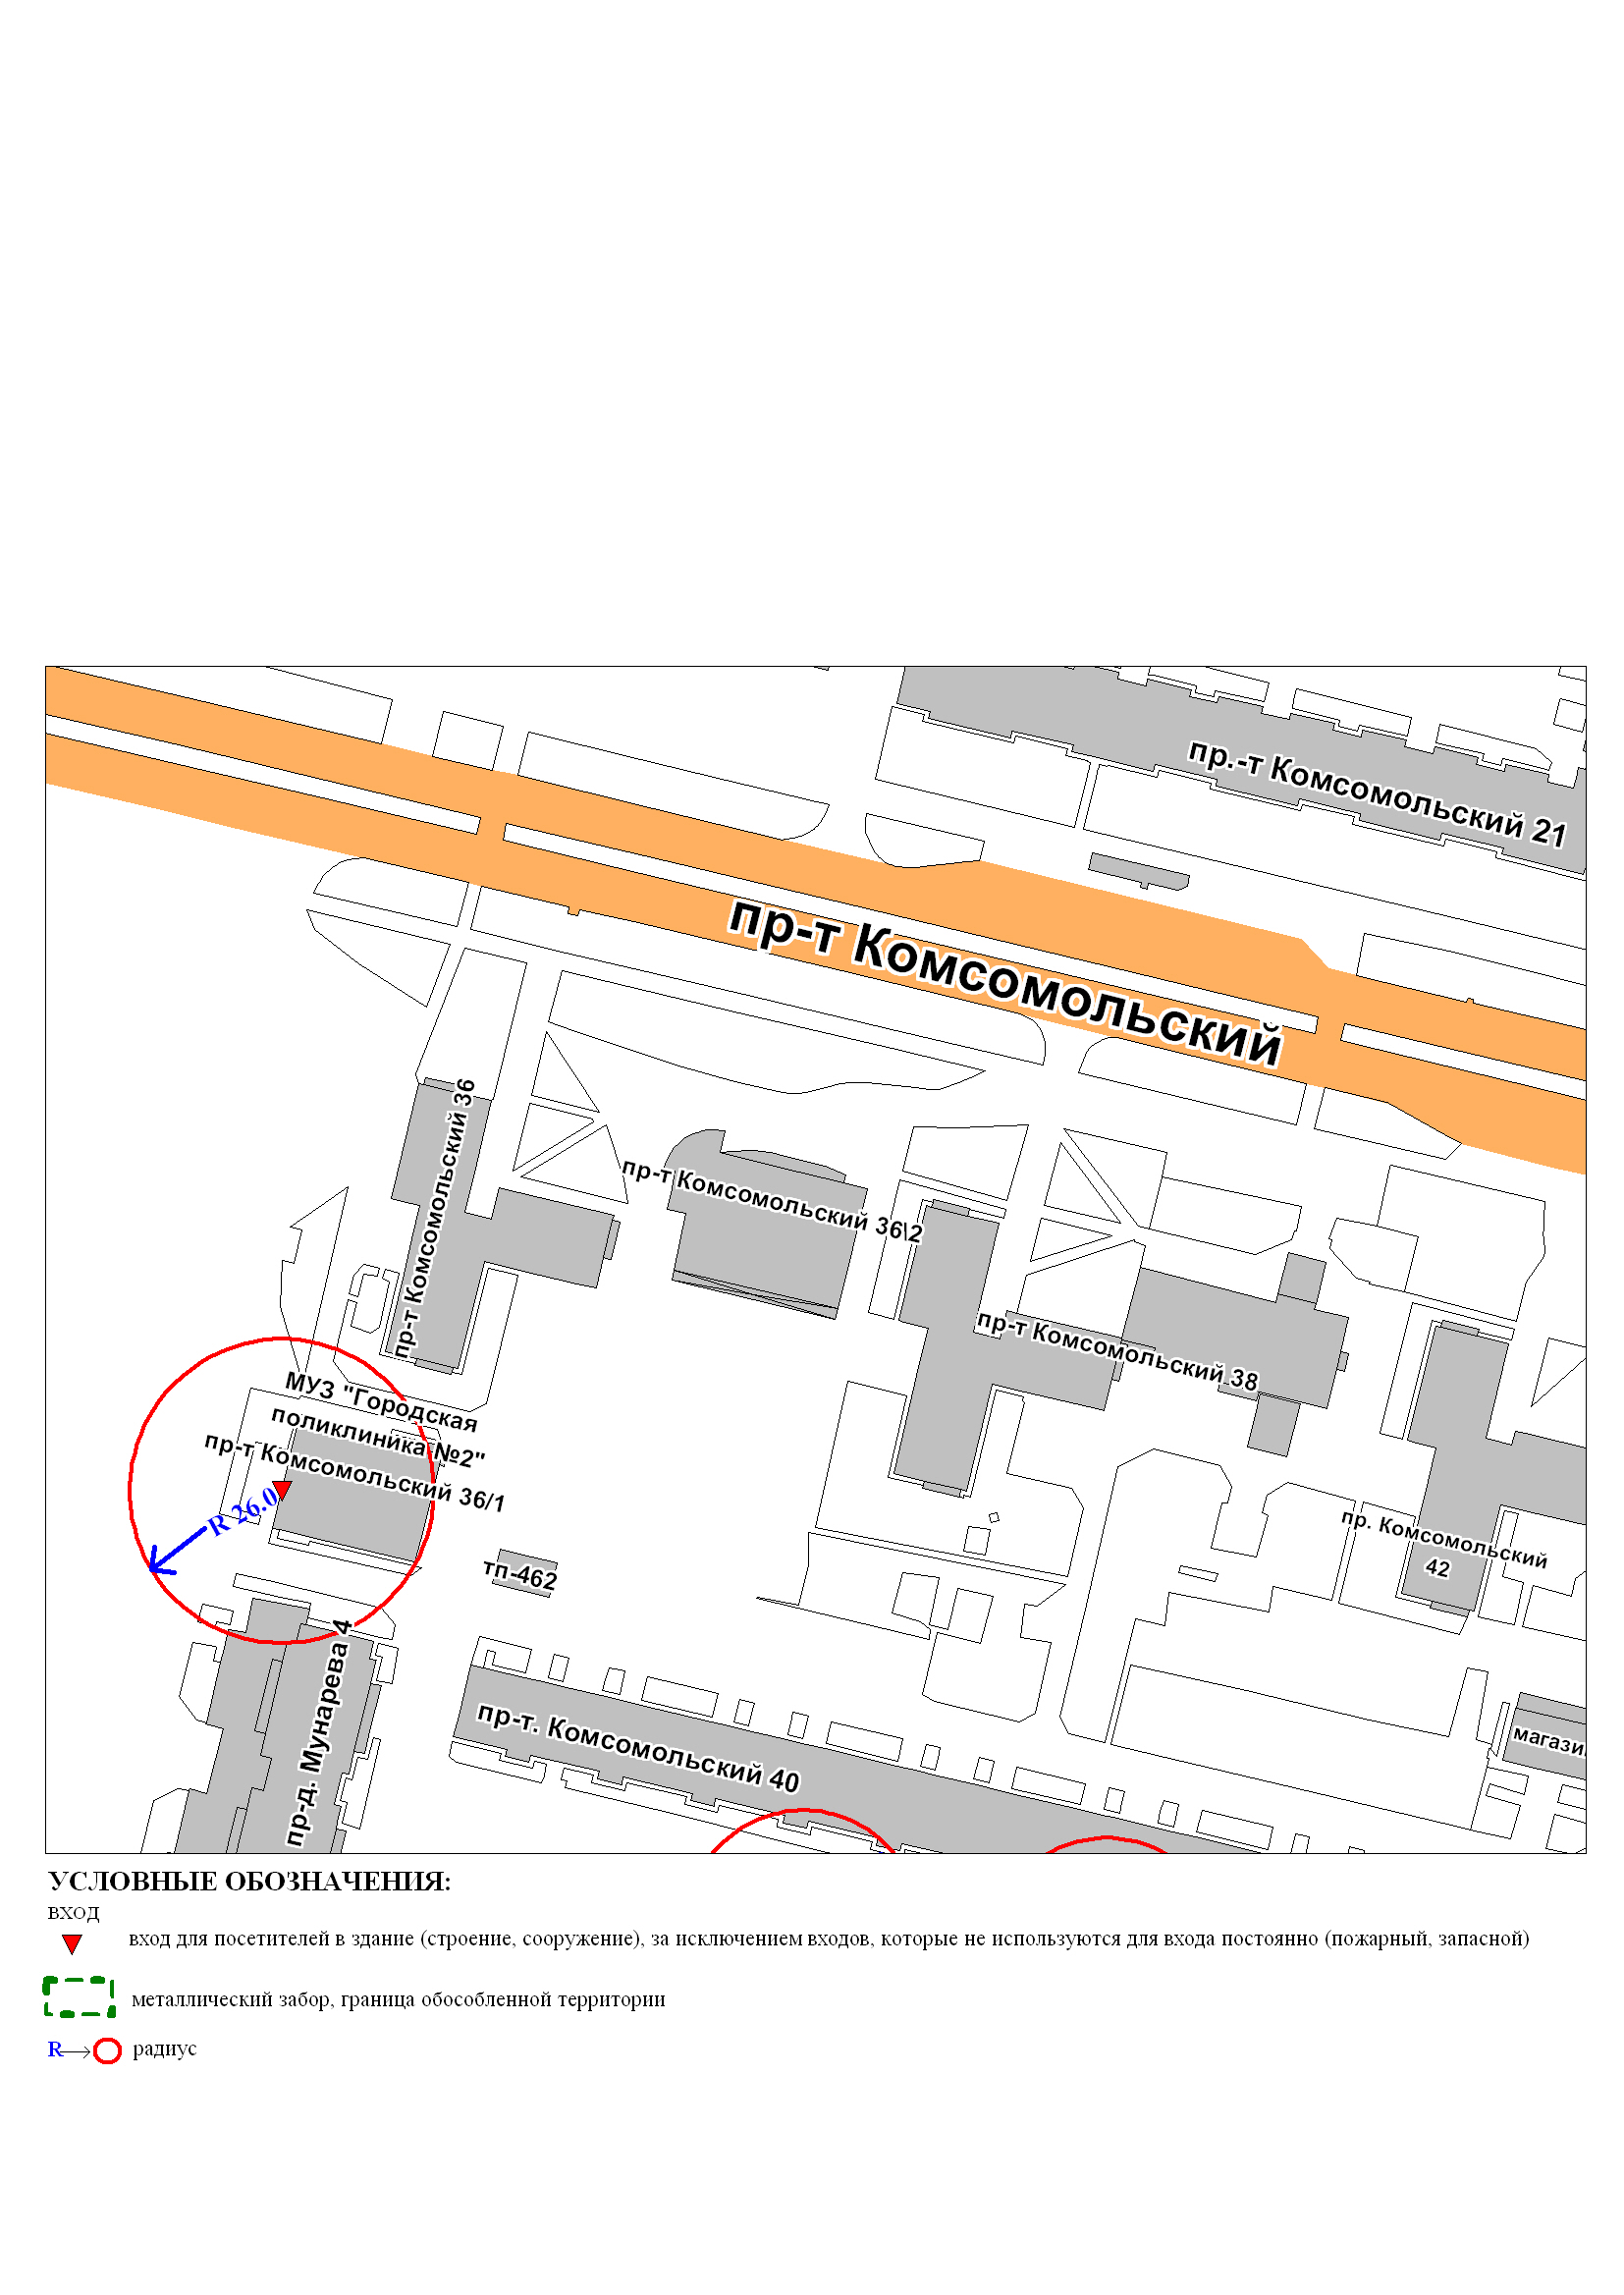 пр.-т Комсомольский 21
пр-т Комсомольский
пр-т Комсомольский 36
пр-т Комсомольский 36\2
пр-т Комсомольский 38
МУЗ "Городская
поликлиника №2"
пр-т Комсомольский 36/1
R 26.0
пр. Комсомольский
42
тп-462
пр-д. Мунарева 4
пр-т. Комсомольский 40
магази
УСЛОВНЫЕ ОБОЗНАЧЕНИЯ:
ВХОД
вход для посетителей в здание (строение, сооружение), за исключением входов, которые не используются для входа постоянно (пожарный, запасной)
металлический забор, граница обособленной территории
R радиус